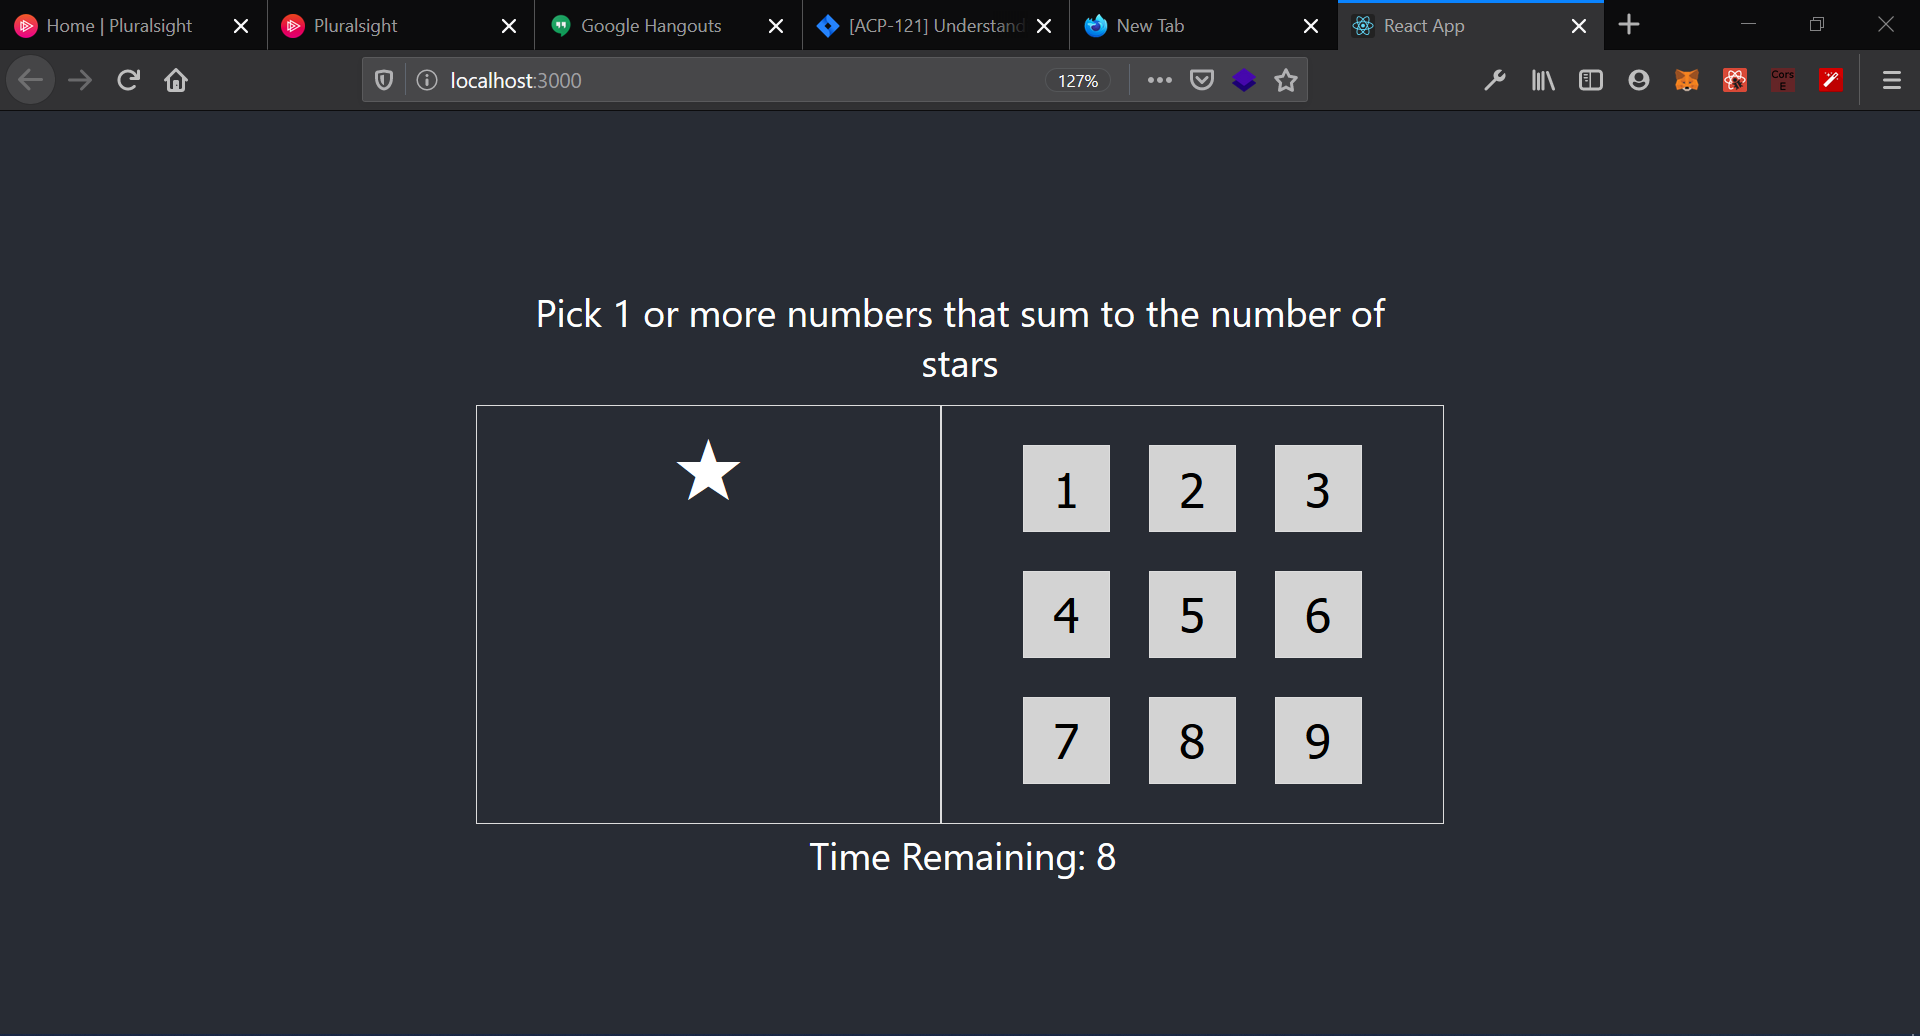 Home | Pluralsight
Pluralsight
Google Hangouts
[ACP-121] Understand
New Tab
React App
localhost:3000
127%
Cors
E
Pick 1 or more numbers that sum to the number of
stars
1 2 3
4 5 6
7 8 9
Time Remaining: 8